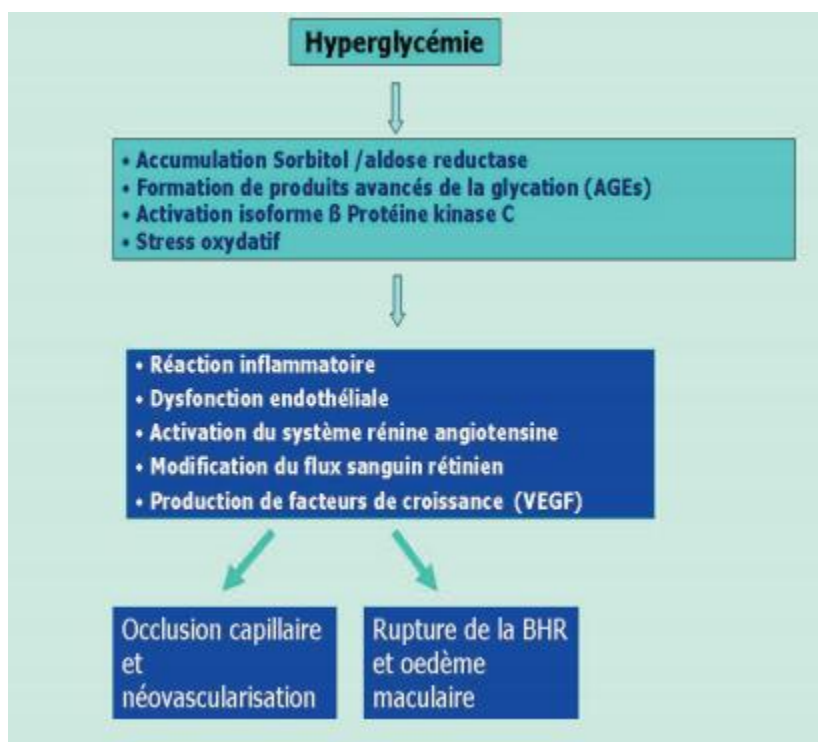 Hyperglycémie
• Accumulation Sorbitol /aldose reductase
• Formation de produits avancés de la glycation (AGEs)
• Activation isoforme ß Protéine kinase C
• Stress oxydatif
• Réaction inflammatoire
• Dysfonction endothéliale
• Activation du système rénine angiotensine
• Modification du flux sanguin rétinien
• Production de facteurs de croissance (VEGF)
Occlusion capillaire
et
néovascularisation
Rupture de la BHR
et oedème
maculaire